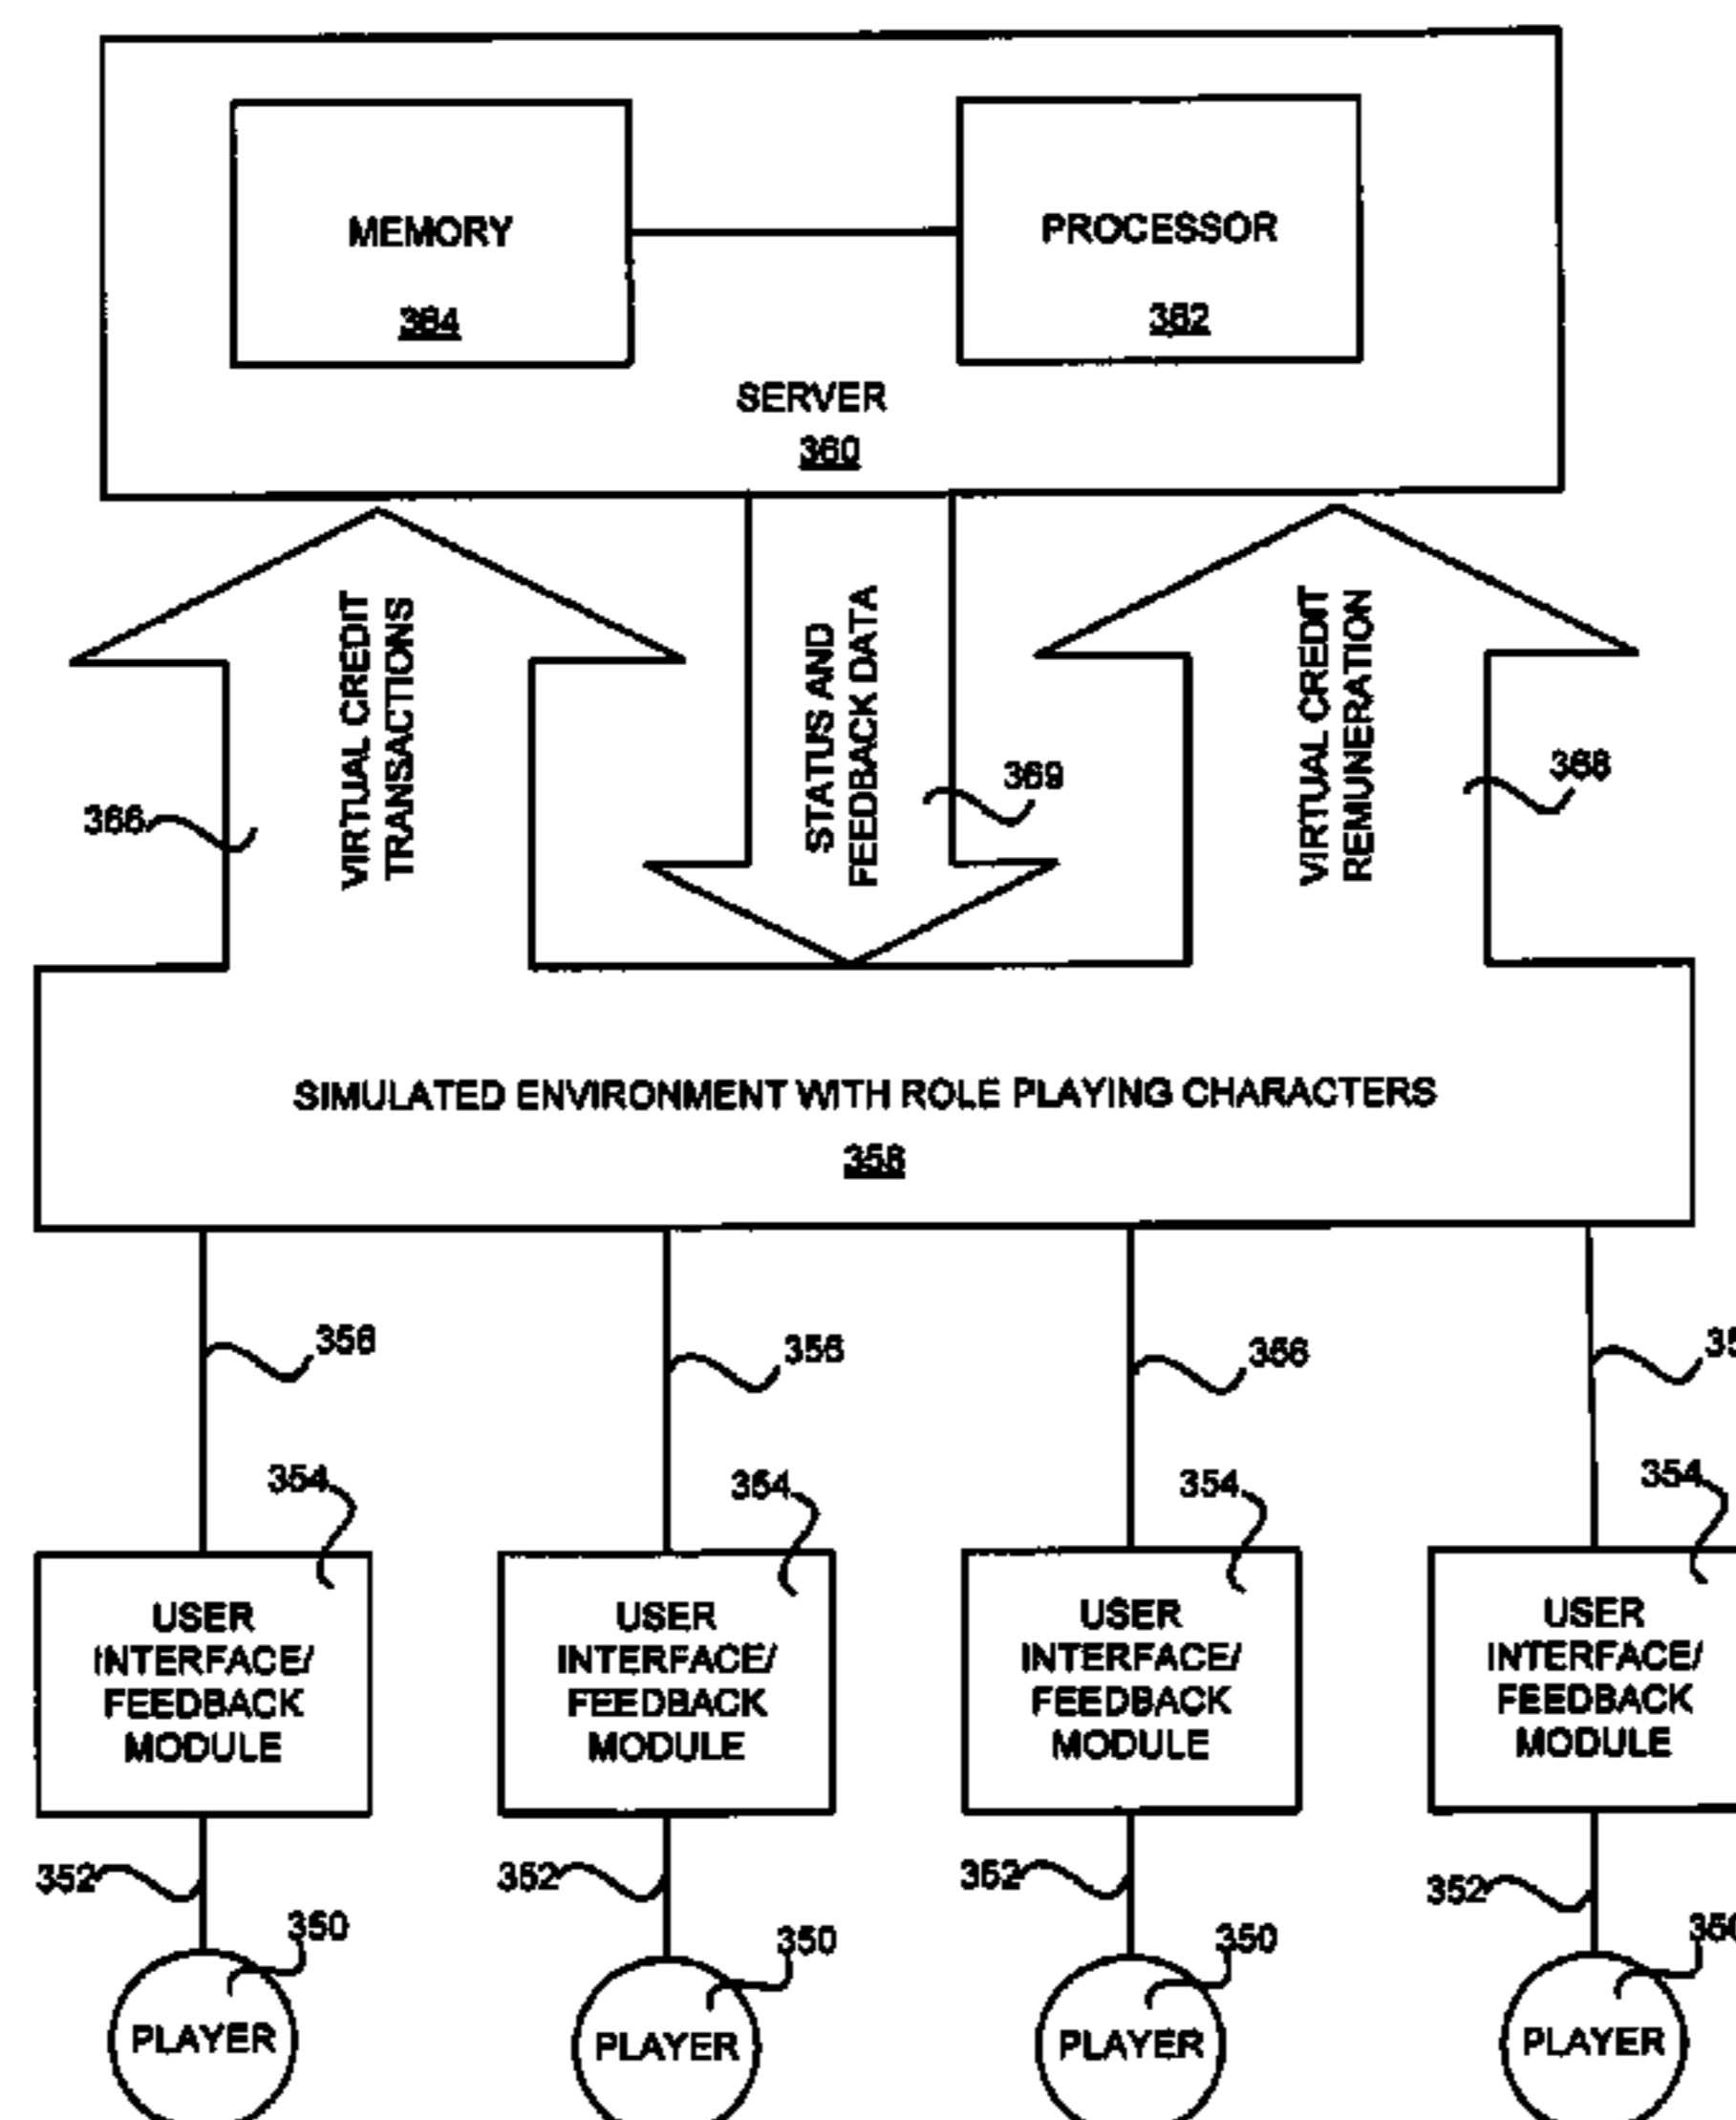 MEMORY
364
PROCESSOR
362
SERVER
360
VIRTUAL CREDIT
TRANSACTIONS
366
STATUS AND
FEEDBACK DATA
369
VIRTUAL CREDIT
REMUNERATION
368
SIMULATED ENVIRONMENT WITH ROLE PLAYING CHARACTERS
358
356
356
356
354
354
354
354
USER
INTERFACE/
FEEDBACK
MODULE
USER
INTERFACE/
FEEDBACK
MODULE
USER
INTERFACE/
FEEDBACK
MODULE
USER
INTERFACE/
FEEDBACK
MODULE
352
352
352
352
350
350
350
350
PLAYER
PLAYER
PLAYER
PLAYER